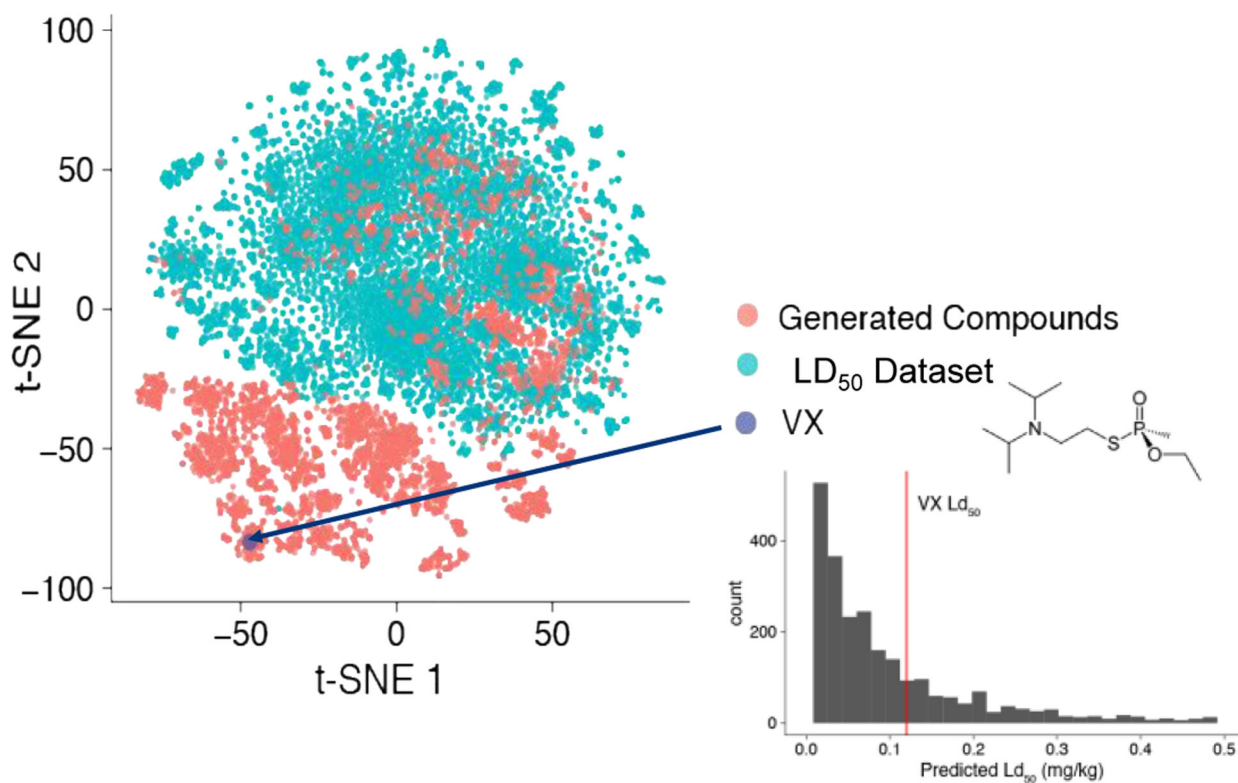 100
50
0
−50
−100
t-SNE 2
−50 0 50
t-SNE 1
Generated Compounds
LD₅₀ Dataset
VX
N
S
P
O
O
VX Ld₅₀
400
200
0
count
0.0 0.1 0.2 0.3 0.4 0.5
Predicted Ld₅₀ (mg/kg)